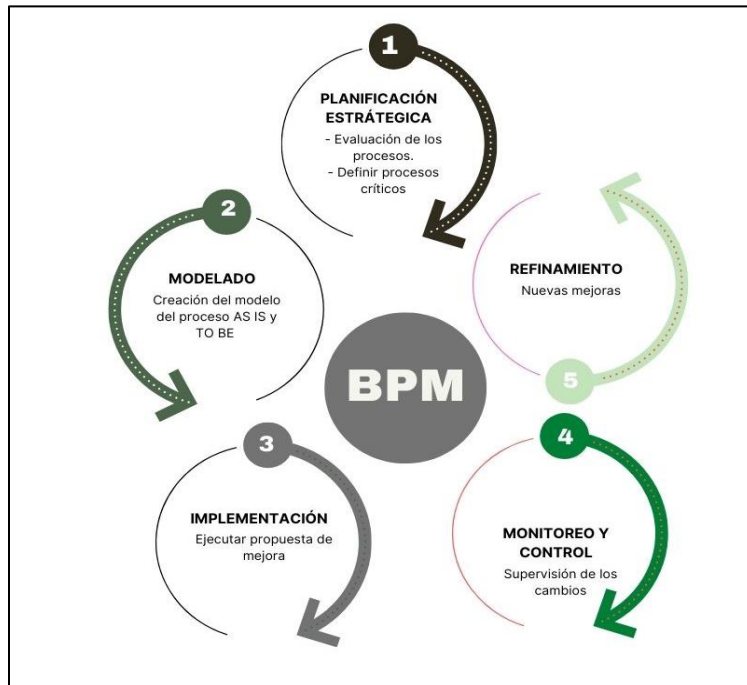 1
PLANIFICACIÓN
ESTRÁTEGICA
- Evaluación de los
procesos.
- Definir procesos
críticos
2
MODELADO
Creación del modelo
del proceso AS IS y
TO BE
3
IMPLEMENTACIÓN
Ejecutar propuesta de
mejora
4
MONITOREO Y
CONTROL
Supervisión de los
cambios
5
REFINAMIENTO
Nuevas mejoras
BPM